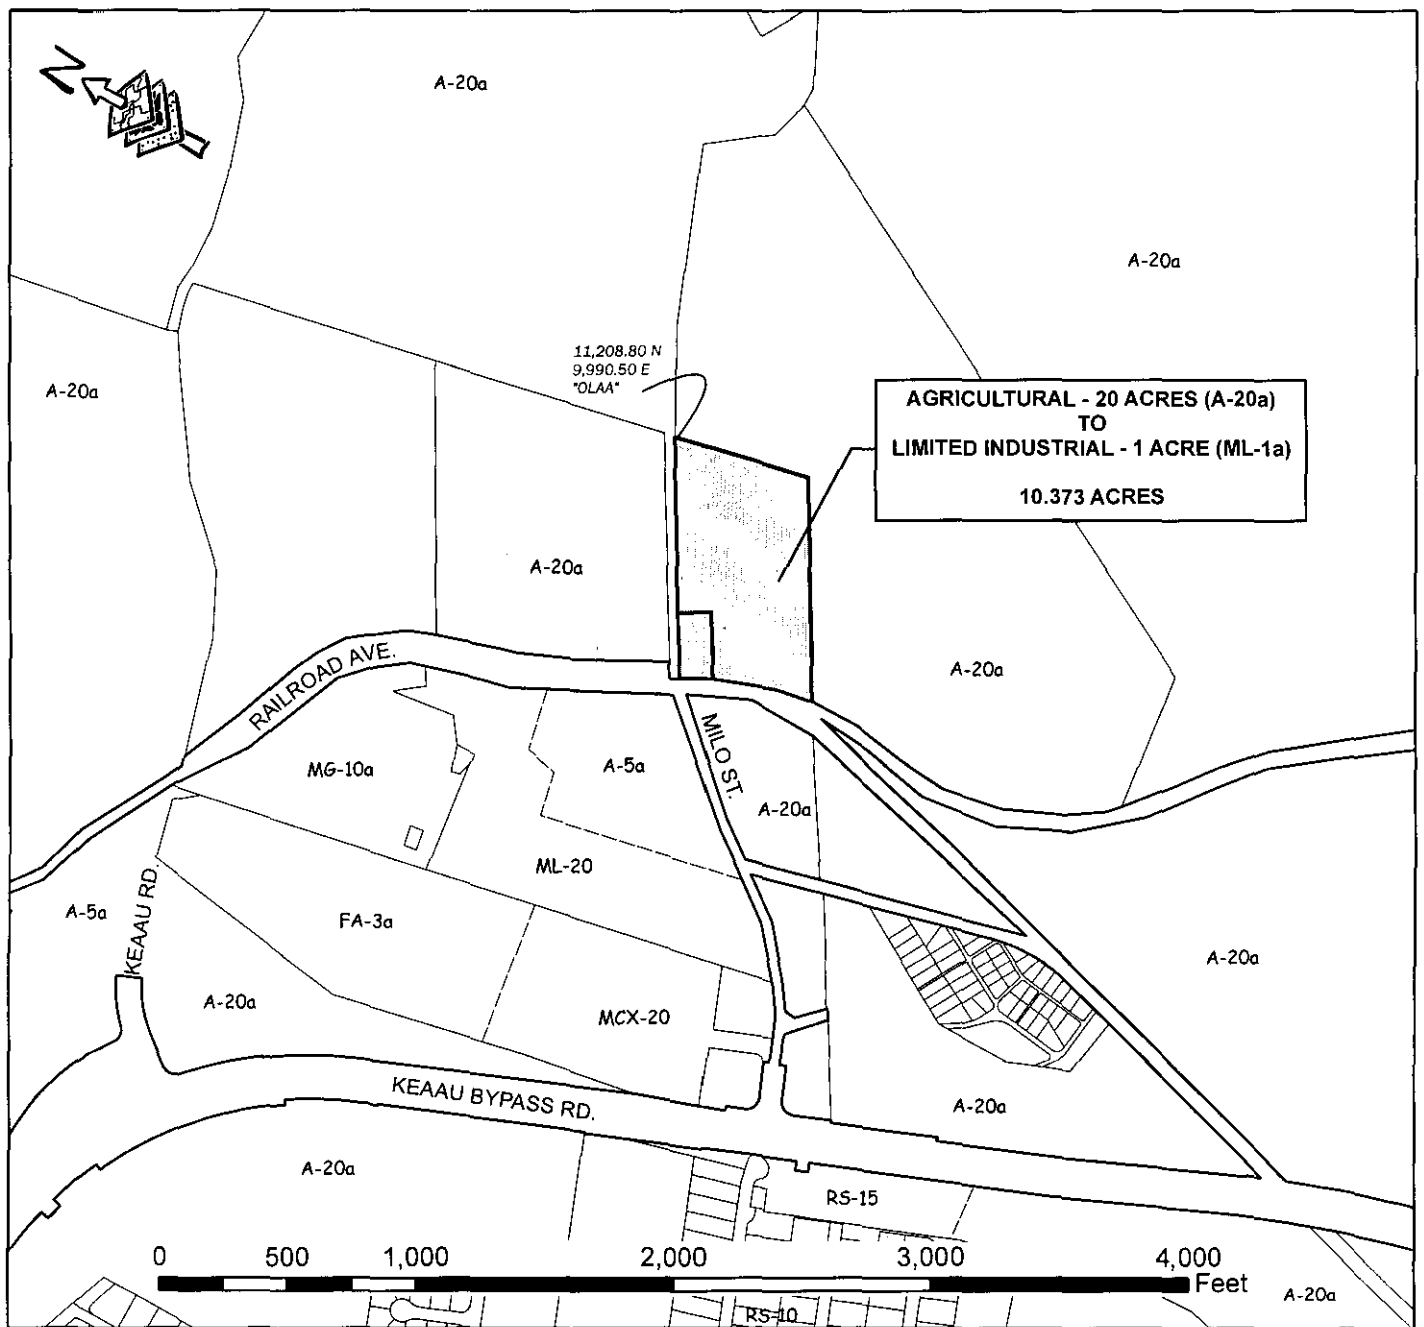 N
A-20a
A-20a
11,208.80 N
9,990.50 E
"OLAA"
A-20a
AGRICULTURAL - 20 ACRES (A-20a)
TO
LIMITED INDUSTRIAL - 1 ACRE (ML-1a)
10.373 ACRES
A-20a
A-20a
RAILROAD AVE.
MILO ST.
MG-10a
A-5a
A-20a
ML-20
KEAAU RD.
A-5a
FA-3a
A-20a
A-20a
MCX-20
KEAAU BYPASS RD.
A-20a
A-20a
RS-15
0 500 1,000 2,000 3,000 4,000
Feet
A-20a
RS-10